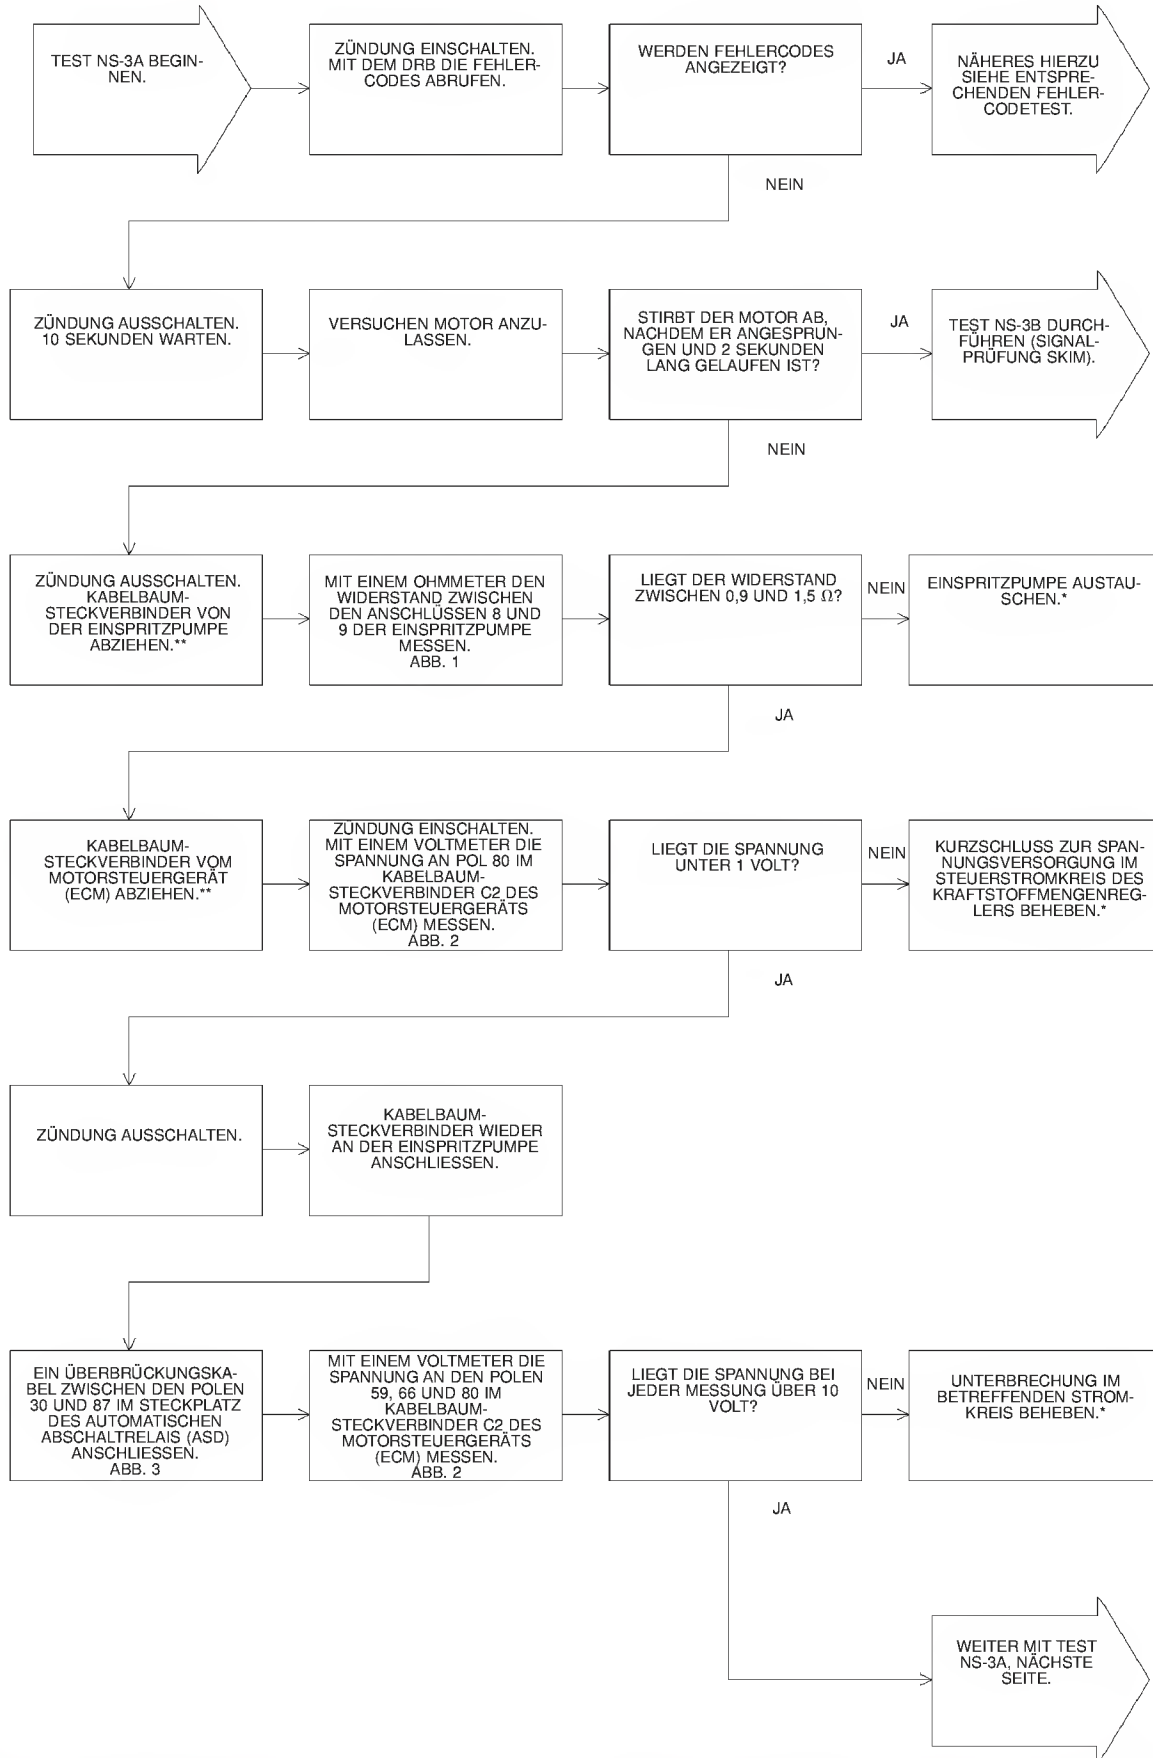 TEST NS-3A BEGIN-
NEN.
ZÜNDUNG EINSCHALTEN.
MIT DEM DRB DIE FEHLER-
CODES ABRUFEN.
WERDEN FEHLERCODES
ANGEZEIGT?
JA
NÄHERES HIERZU
SIEHE ENTSPRE-
CHENDEN FEHLER-
CODETEST.
NEIN
ZÜNDUNG AUSSCHALTEN.
10 SEKUNDEN WARTEN.
VERSUCHEN MOTOR ANZU-
LASSEN.
STIRBT DER MOTOR AB,
NACHDEM ER ANGESPRUN-
GEN UND 2 SEKUNDEN
LANG GELAUFEN IST?
JA
TEST NS-3B DURCH-
FÜHREN (SIGNAL-
PRÜFUNG SKIM).
NEIN
ZÜNDUNG AUSSCHALTEN.
KABELBAUM-
STECKVERBINDER VON
DER EINSPRITZPUMPE
ABZIEHEN.**
MIT EINEM OHMMETER DEN
WIDERSTAND ZWISCHEN
DEN ANSCHLÜSSEN 8 UND
9 DER EINSPRITZPUMPE
MESSEN.
ABB. 1
LIEGT DER WIDERSTAND
ZWISCHEN 0,9 UND 1,5 Ω?
NEIN
EINSPRITZPUMPE AUSTAU-
SCHEN.*
JA
KABELBAUM-
STECKVERBINDER VOM
MOTORSTEUERGERÄT
(ECM) ABZIEHEN.**
ZÜNDUNG EINSCHALTEN.
MIT EINEM VOLTMETER DIE
SPANNUNG AN POL 80 IM
KABELBAUM-
STECKVERBINDER C2 DES
MOTORSTEUERGERÄTS
(ECM) MESSEN.
ABB. 2
LIEGT DIE SPANNUNG
UNTER 1 VOLT?
NEIN
KURZSCHLUSS ZUR SPAN-
NUNGSVERSORGUNG IM
STEUERSTROMKREIS DES
KRAFTSTOFFMENGENREG-
LERS BEHEBEN.*
JA
ZÜNDUNG AUSSCHALTEN.
KABELBAUM-
STECKVERBINDER WIEDER
AN DER EINSPRITZPUMPE
ANSCHLIESSEN.
EIN ÜBERBRÜCKUNGSKA-
BEL ZWISCHEN DEN POLEN
30 UND 87 IM STECKPLATZ
DES AUTOMATISCHEN
ABSCHALTRELAIS (ASD)
ANSCHLIESSEN.
ABB. 3
MIT EINEM VOLTMETER DIE
SPANNUNG AN DEN POLEN
59, 66 UND 80 IM
KABELBAUM-
STECKVERBINDER C2 DES
MOTORSTEUERGERÄTS
(ECM) MESSEN.
ABB. 2
LIEGT DIE SPANNUNG BEI
JEDER MESSUNG ÜBER 10
VOLT?
NEIN
UNTERBRECHUNG IM
BETREFFENDEN STROM-
KREIS BEHEBEN.*
JA
WEITER MIT TEST
NS-3A, NÄCHSTE
SEITE.